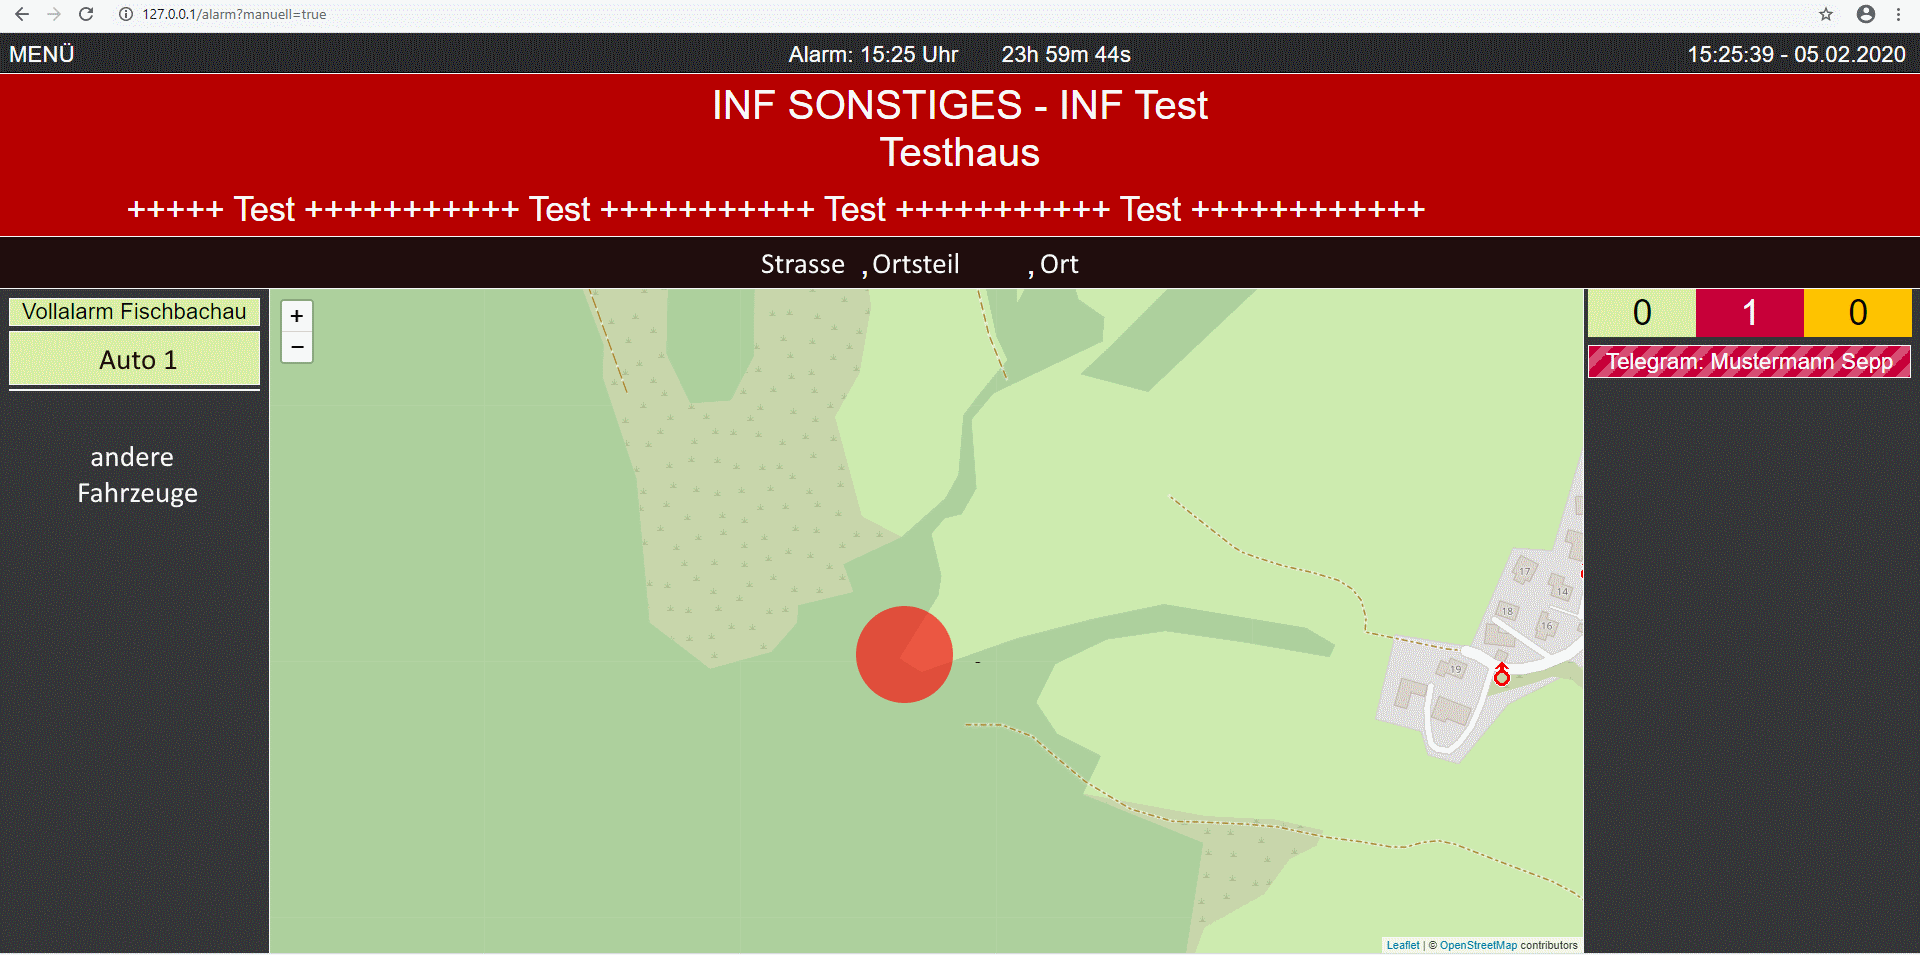 127.0.0.1/alarm?manuell=true
MENÜ
Alarm: 15:25 Uhr 23h 59m 44s
15:25:39 - 05.02.2020
INF SONSTIGES - INF Test
Testhaus
+++++ Test +++++++++++ Test +++++++++++ Test +++++++++++ Test ++++++++++++
Strasse , Ortsteil , Ort
Vollalarm Fischbachau
Auto 1
andere
Fahrzeuge
+
−
17
14
18
16
19
Leaflet | © OpenStreetMap contributors
0 1 0
Telegram: Mustermann Sepp